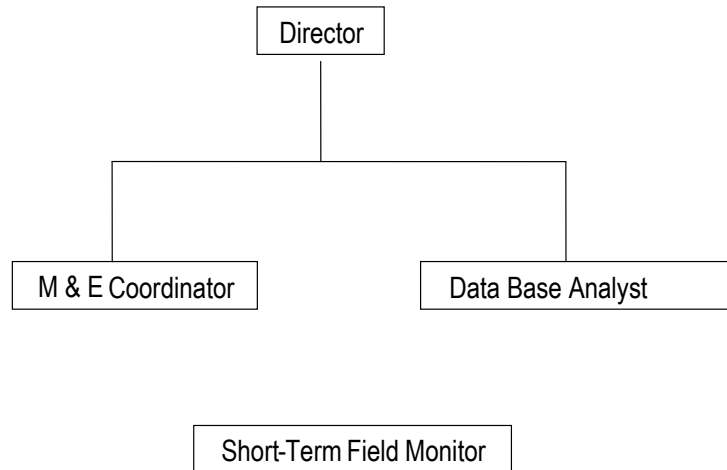 Director
M & E Coordinator
Data Base Analyst
Short-Term Field Monitor